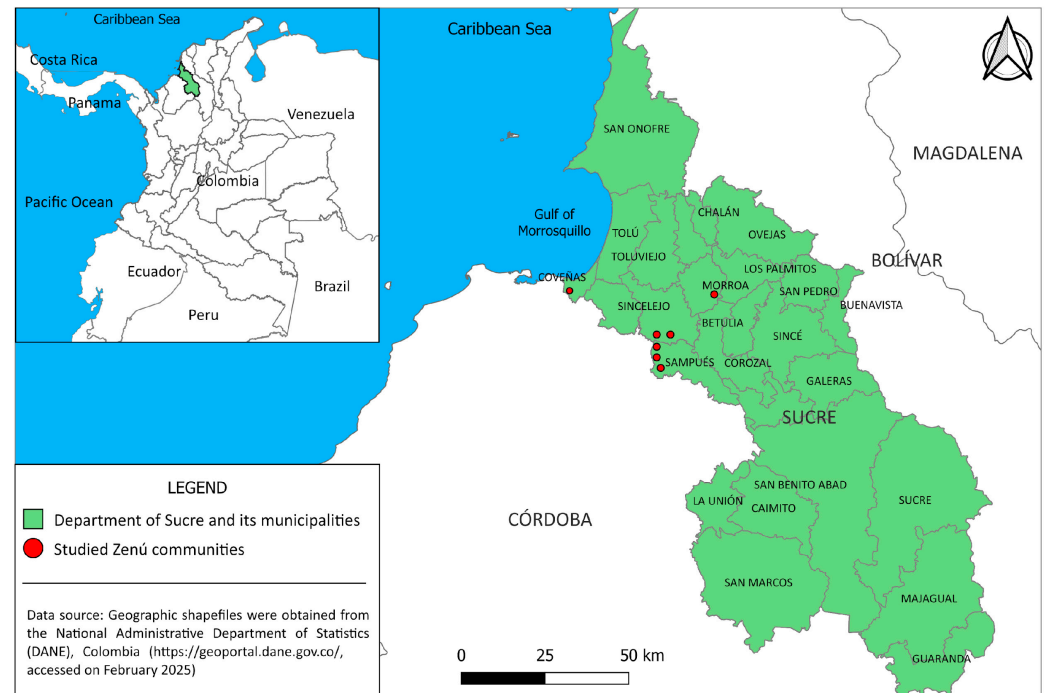 Caribbean Sea
Costa Rica
Panama
Venezuela
Colombia
Pacific Ocean
Ecuador
Brazil
Peru
Caribbean Sea
SAN ONOFRE
MAGDALENA
Gulf of
Morrosquillo
CHALÁN
TOLÚ
OVEJAS
TOLUVIEJO
BOLÍVAR
LOS PALMITOS
COVEÑAS
MORROA
SAN PEDRO
SINCELEJO
BUENAVISTA
BETULIA
SINCÉ
SAMPUÉS
COROZAL
GALERAS
SUCRE
SAN BENITO ABAD
LA UNIÓN
SUCRE
CAIMITO
CÓRDOBA
SAN MARCOS
MAJAGUAL
GUARANDA
LEGEND
Department of Sucre and its municipalities
Studied Zenú communities
Data source: Geographic shapefiles were obtained from
the National Administrative Department of Statistics
(DANE), Colombia (https://geoportal.dane.gov.co/,
accessed on February 2025)
0 25 50 km